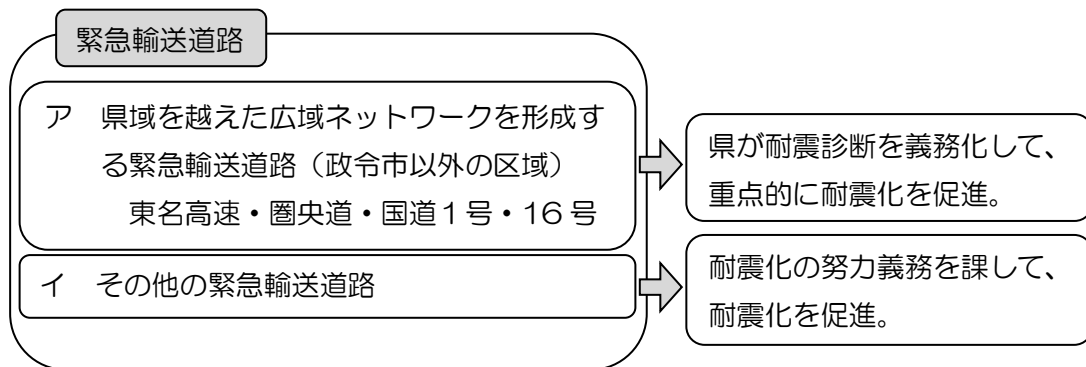 緊急輸送道路
ア　県域を越えた広域ネットワークを形成す
る緊急輸送道路（政令市以外の区域）
東名高速・圏央道・国道１号・16号
県が耐震診断を義務化して、
重点的に耐震化を促進。
イ　その他の緊急輸送道路
耐震化の努力義務を課して、
耐震化を促進。